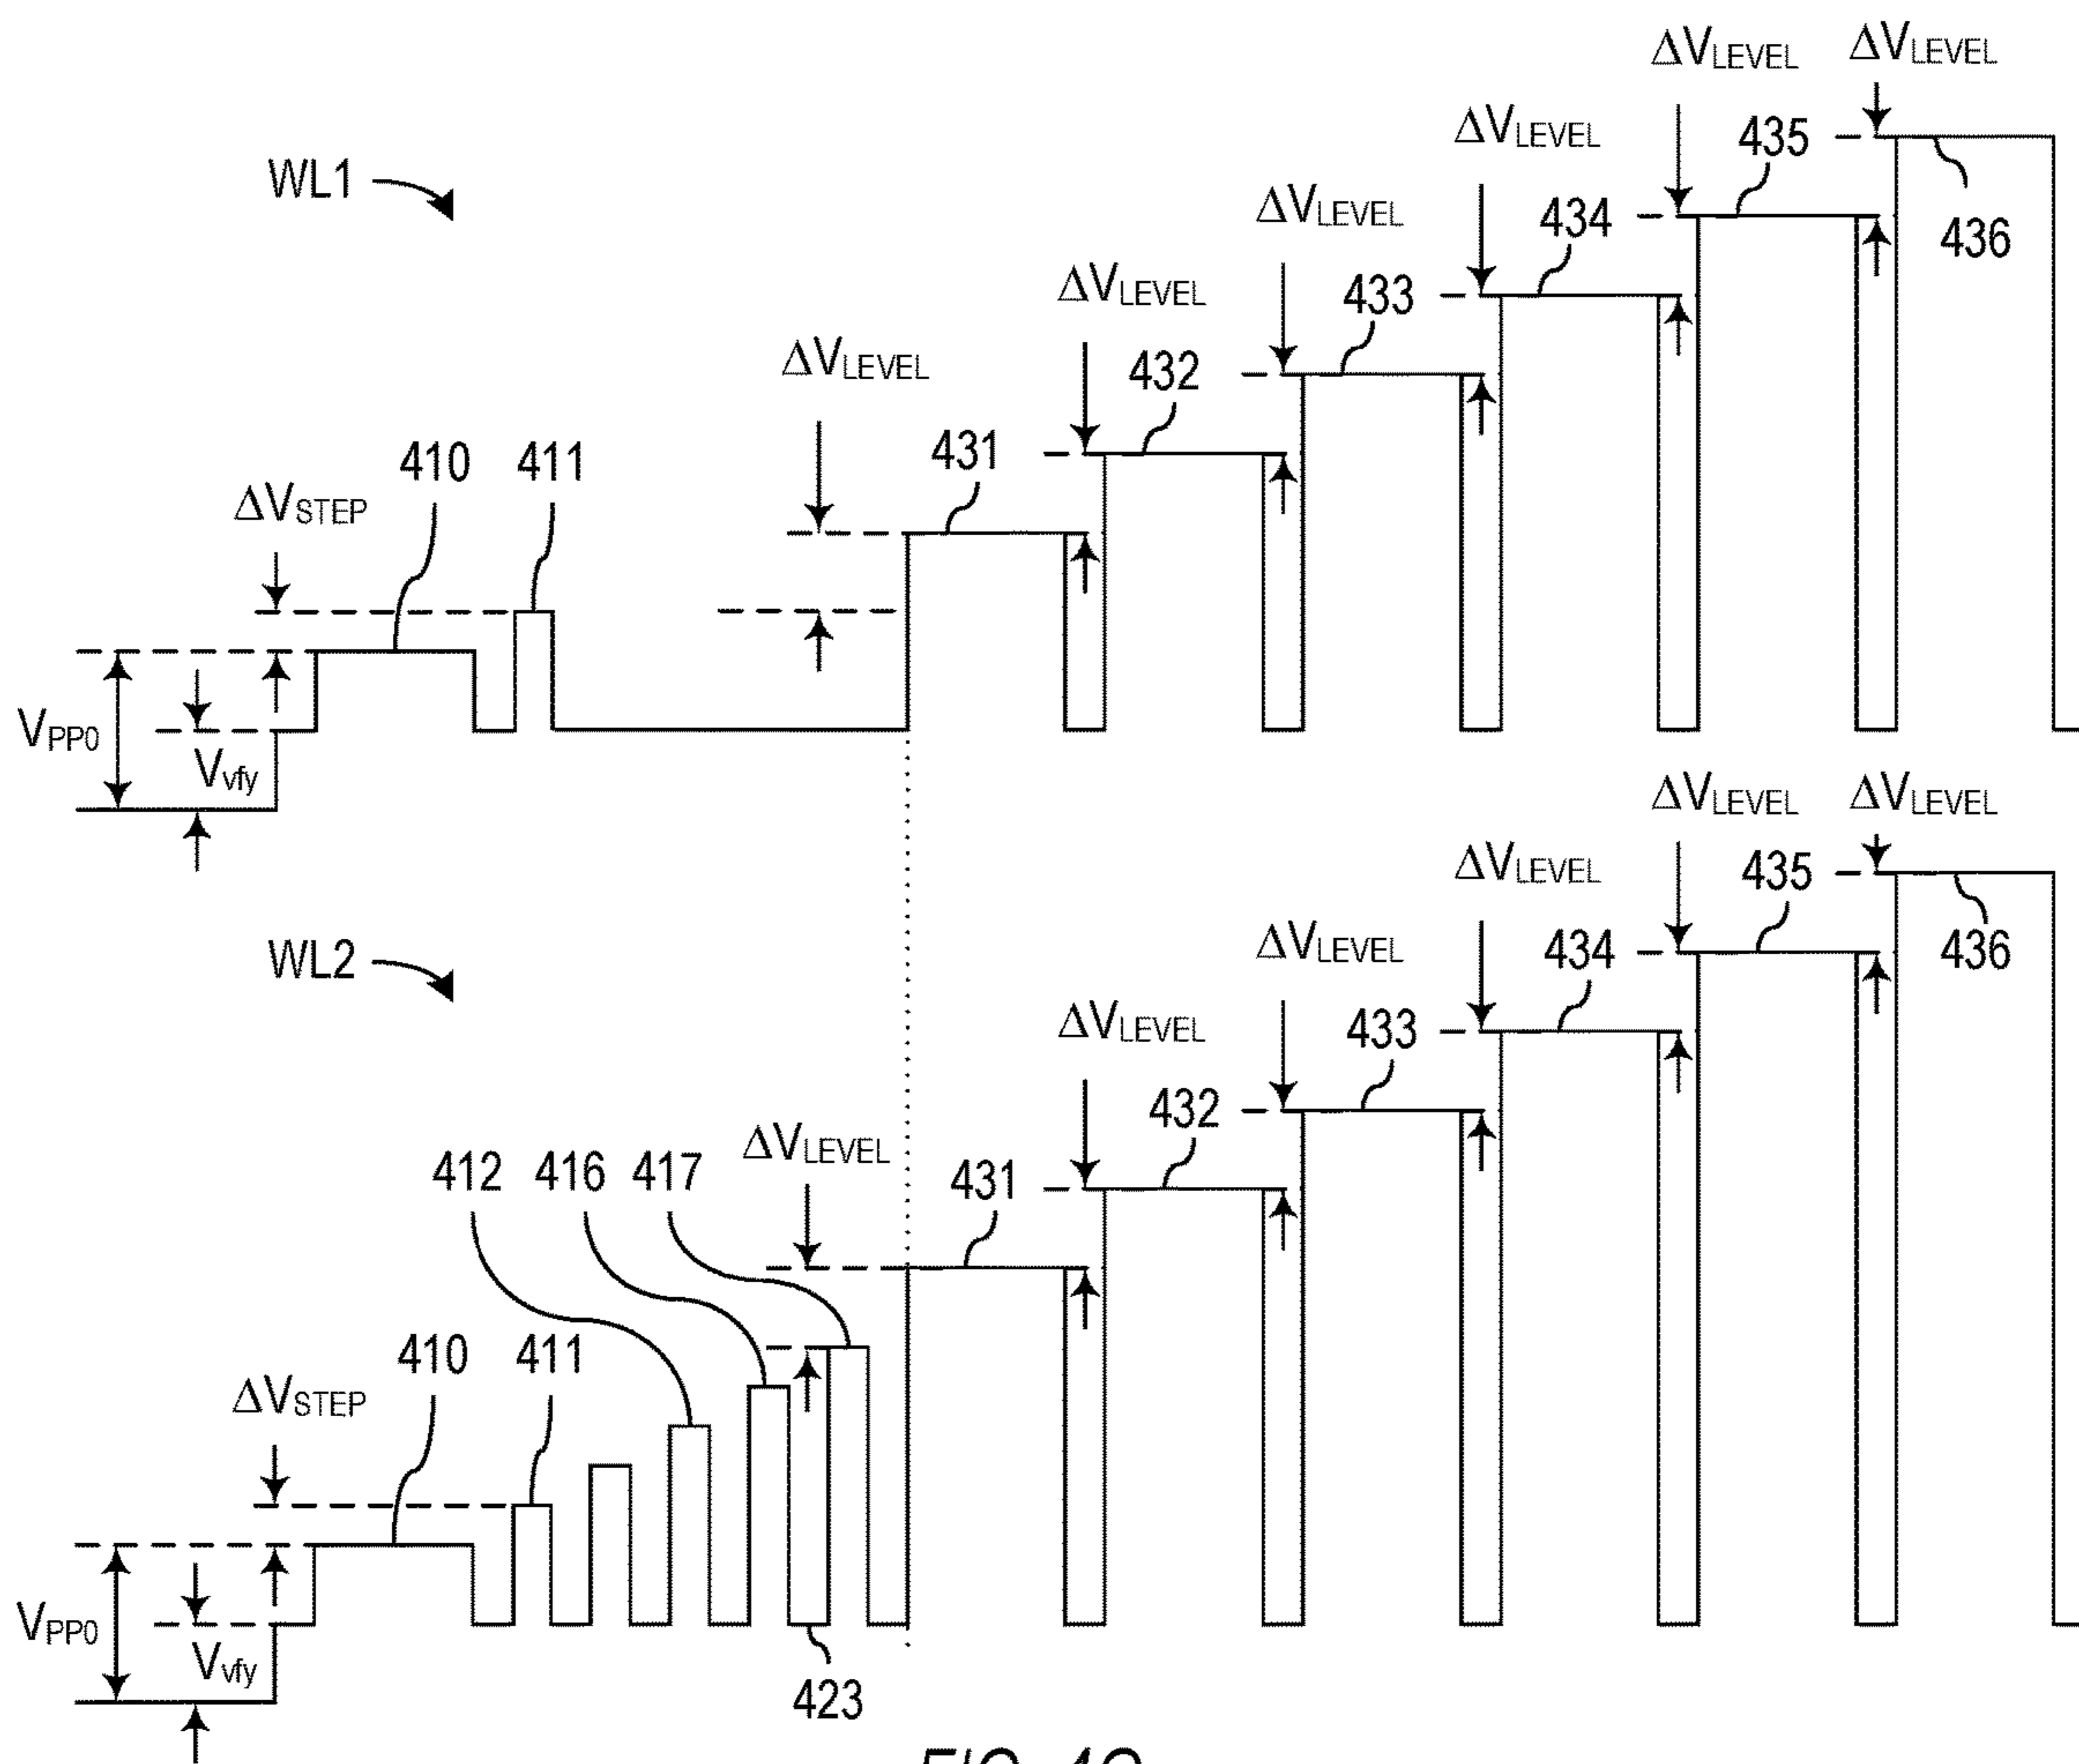 ΔVLEVEL ΔVLEVEL
ΔVLEVEL 435
WL1 ΔVLEVEL 434 436
ΔVLEVEL 433
ΔVLEVEL 432
410 411 431
ΔVSTEP
VPP0
Vvfy
ΔVLEVEL ΔVLEVEL
ΔVLEVEL 435
WL2 ΔVLEVEL 434 436
ΔVLEVEL 433
412 416 417 ΔVLEVEL 431 432
410 411
ΔVSTEP
VPP0
Vvfy
423